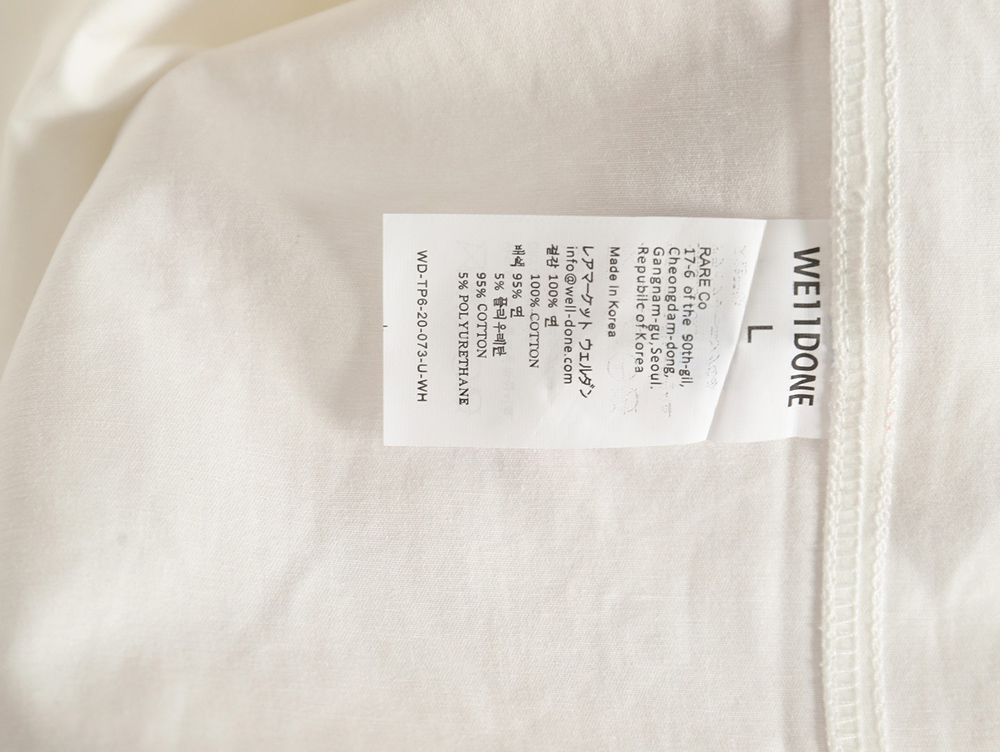 WE11DONE
L
RARE Co
17-6 of the 90th-gil,
Cheongdam-dong,
Gangnam-gu, Seoul.
Republic of Korea
Made In Korea
レアマーケット ウェルダン
info@well-done.com
겉감 100% 면
100% COTTON
배색 95% 면
5% 폴리우레탄
95% COTTON
5% POLYURETHANE
WD-TP6-20-073-U-WH